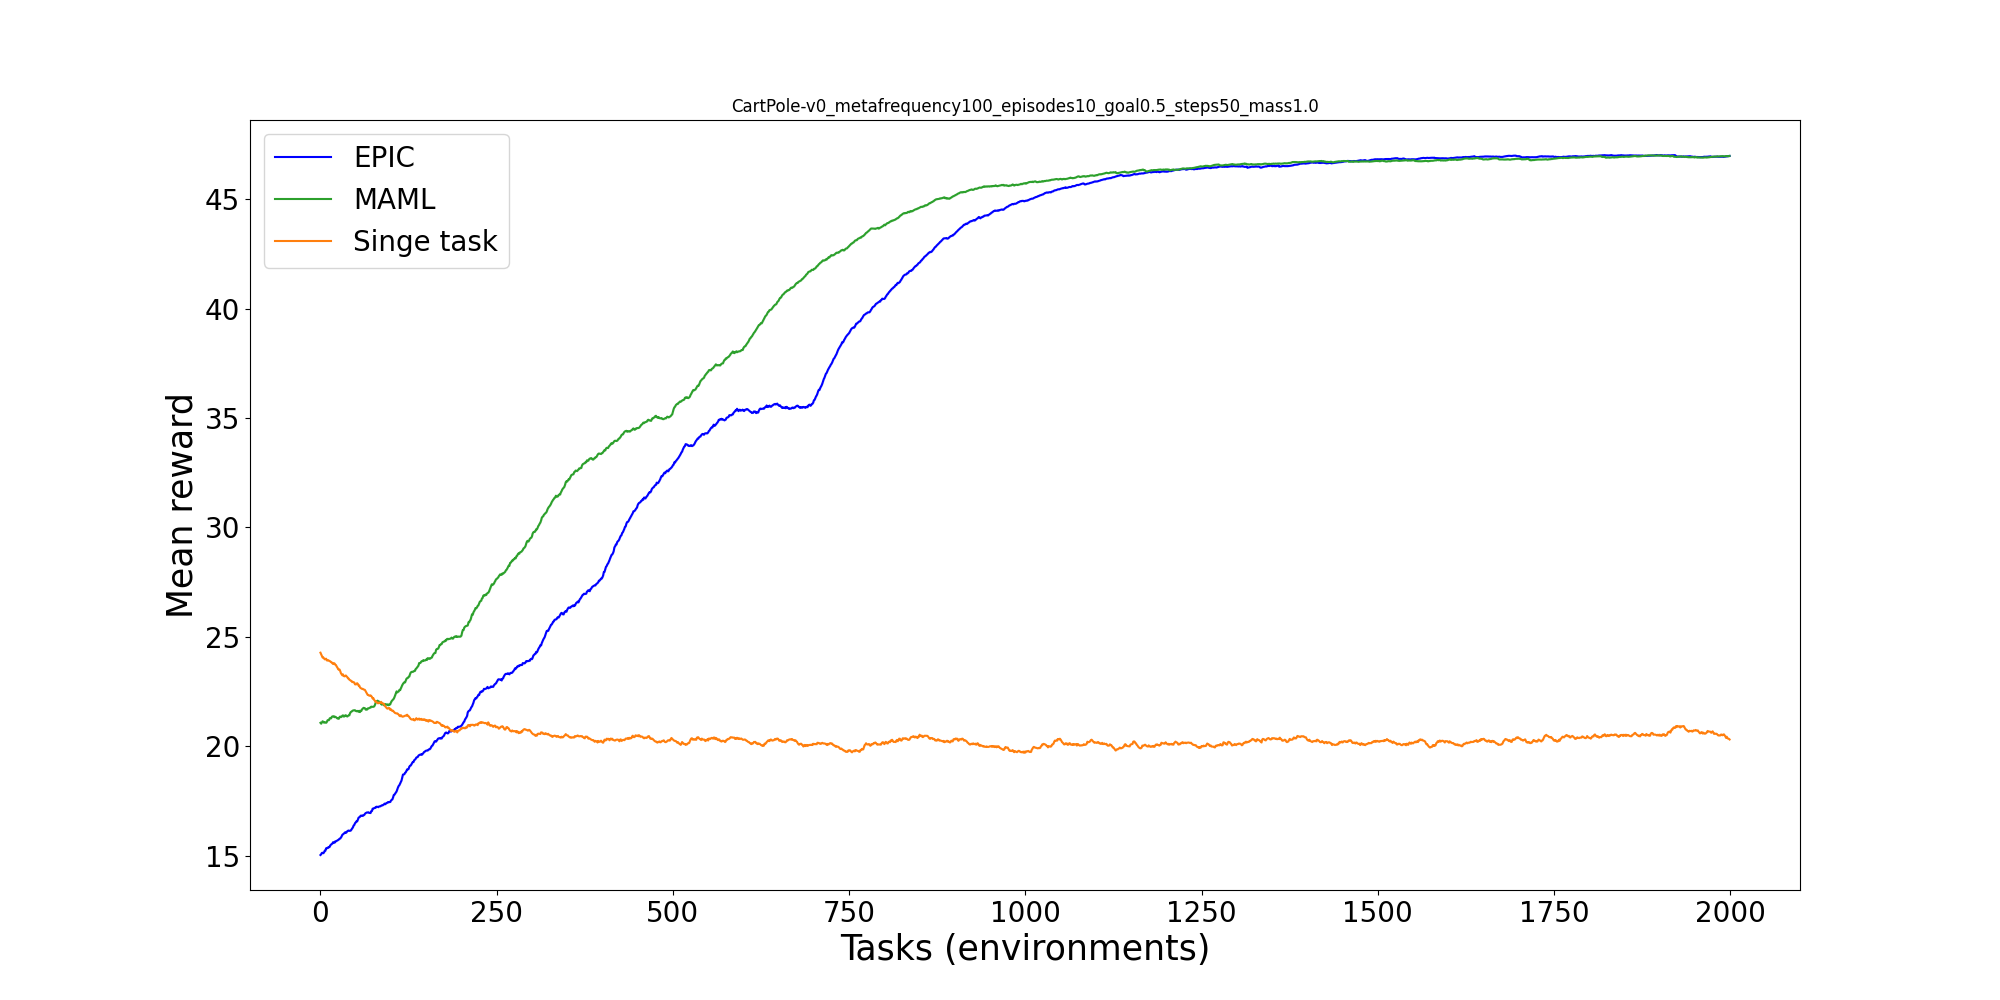 CartPole-v0_metafrequency100_episodes10_goal0.5_steps50_mass1.0
EPIC
MAML
Singe task
Mean reward
45
40
35
30
25
20
15
0 250 500 750 1000 1250 1500 1750 2000
Tasks (environments)